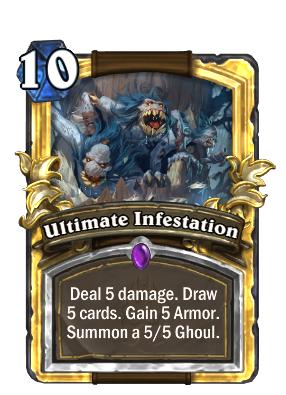 10
Ultimate Infestation
Deal 5 damage. Draw
5 cards. Gain 5 Armor.
Summon a 5/5 Ghoul.